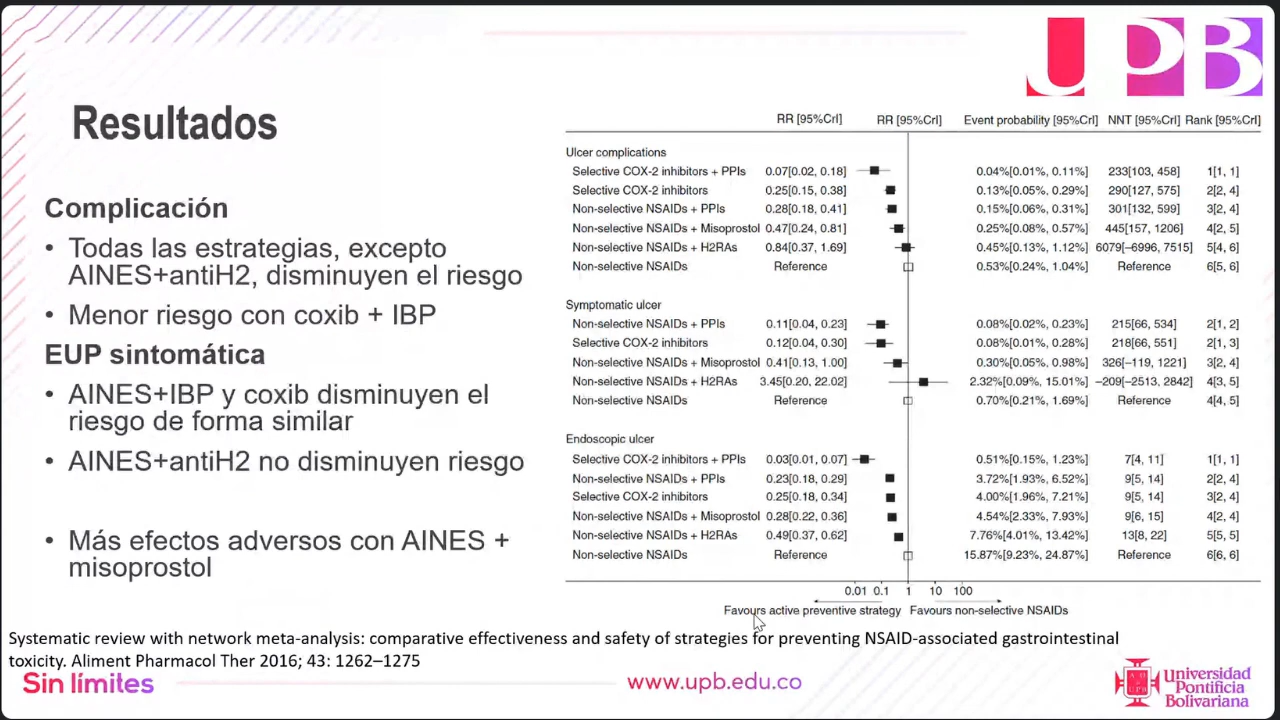 UPB
Resultados
Complicación
• Todas las estrategias, excepto
AINES+antiH2, disminuyen el riesgo
• Menor riesgo con coxib + IBP
EUP sintomática
• AINES+IBP y coxib disminuyen el
riesgo de forma similar
• AINES+antiH2 no disminuyen riesgo
• Más efectos adversos con AINES +
misoprostol
RR [95%CrI] RR [95%CrI] Event probability [95%CrI] NNT [95%CrI] Rank [95%CrI]
Ulcer complications
Selective COX-2 inhibitors + PPIs 0.07[0.02, 0.18] 0.04%[0.01%, 0.11%] 233[103, 458] 1[1, 1]
Selective COX-2 inhibitors 0.25[0.15, 0.38] 0.13%[0.05%, 0.29%] 290[127, 575] 2[2, 4]
Non-selective NSAIDs + PPIs 0.28[0.18, 0.41] 0.15%[0.06%, 0.31%] 301[132, 599] 3[2, 4]
Non-selective NSAIDs + Misoprostol 0.47[0.24, 0.81] 0.25%[0.08%, 0.57%] 445[157, 1206] 4[2, 5]
Non-selective NSAIDs + H2RAs 0.84[0.37, 1.69] 0.45%[0.13%, 1.12%] 6079[–6996, 7515] 5[4, 6]
Non-selective NSAIDs Reference 0.53%[0.24%, 1.04%] Reference 6[5, 6]
Symptomatic ulcer
Non-selective NSAIDs + PPIs 0.11[0.04, 0.23] 0.08%[0.02%, 0.23%] 215[66, 534] 2[1, 2]
Selective COX-2 inhibitors 0.12[0.04, 0.30] 0.08%[0.01%, 0.28%] 218[66, 551] 2[1, 3]
Non-selective NSAIDs + Misoprostol 0.41[0.13, 1.00] 0.30%[0.05%, 0.98%] 326[–119, 1221] 3[2, 4]
Non-selective NSAIDs + H2RAs 3.45[0.20, 22.02] 2.32%[0.09%, 15.01%] –209[–2513, 2842] 4[3, 5]
Non-selective NSAIDs Reference 0.70%[0.21%, 1.69%] Reference 4[4, 5]
Endoscopic ulcer
Selective COX-2 inhibitors + PPIs 0.03[0.01, 0.07] 0.51%[0.15%, 1.23%] 7[4, 11] 1[1, 1]
Non-selective NSAIDs + PPIs 0.23[0.18, 0.29] 3.72%[1.93%, 6.52%] 9[5, 14] 2[2, 4]
Selective COX-2 inhibitors 0.25[0.18, 0.34] 4.00%[1.96%, 7.21%] 9[5, 14] 3[2, 4]
Non-selective NSAIDs + Misoprostol 0.28[0.22, 0.36] 4.54%[2.33%, 7.93%] 9[6, 15] 4[2, 4]
Non-selective NSAIDs + H2RAs 0.49[0.37, 0.62] 7.76%[4.01%, 13.42%] 13[8, 22] 5[5, 5]
Non-selective NSAIDs Reference 15.87%[9.23%, 24.87%] Reference 6[6, 6]
0.01 0.1 1 10 100
Favours active preventive strategy Favours non-selective NSAIDs
Systematic review with network meta-analysis: comparative effectiveness and safety of strategies for preventing NSAID-associated gastrointestinal
toxicity. Aliment Pharmacol Ther 2016; 43: 1262–1275
Sin límites
www.upb.edu.co
Universidad
Pontificia
Bolivariana